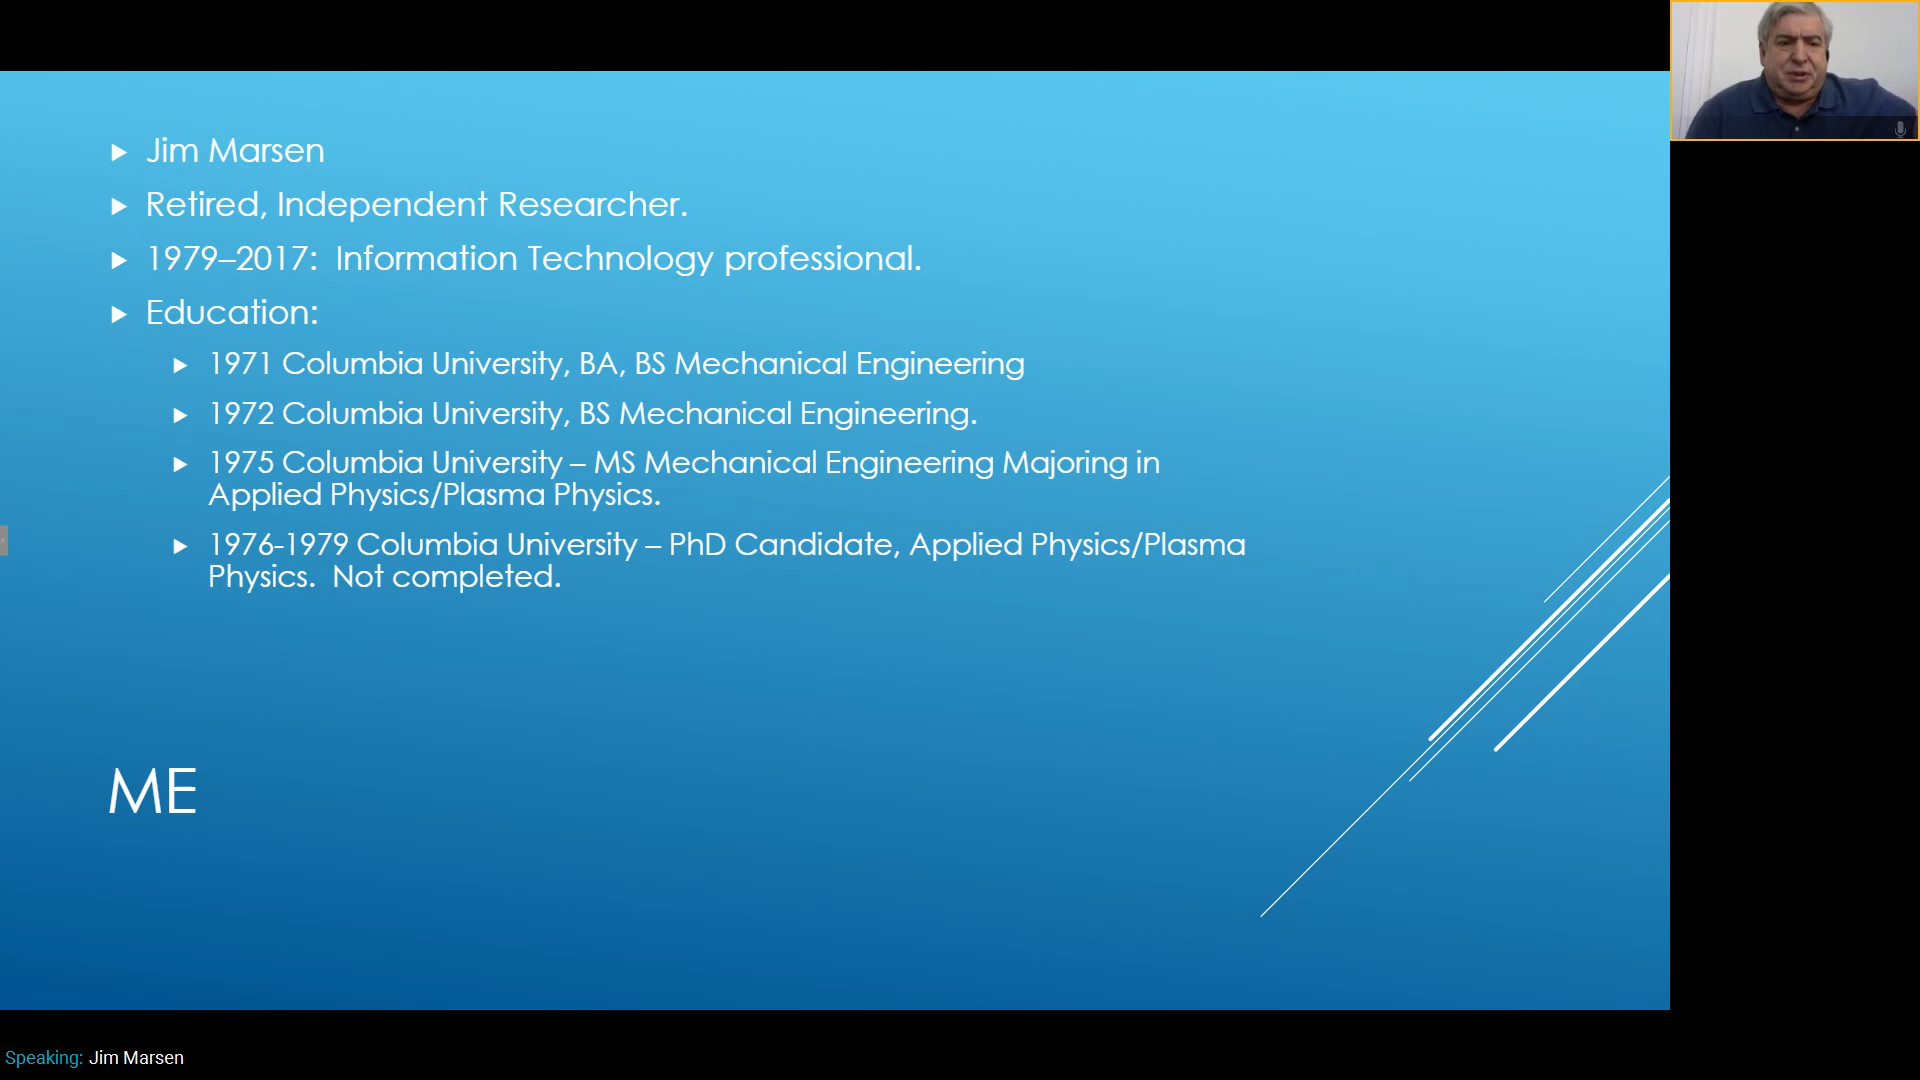 Jim Marsen
Retired, Independent Researcher.
1979–2017:  Information Technology professional.
Education:
1971 Columbia University, BA, BS Mechanical Engineering
1972 Columbia University, BS Mechanical Engineering.
1975 Columbia University – MS Mechanical Engineering Majoring in
Applied Physics/Plasma Physics.
1976-1979 Columbia University – PhD Candidate, Applied Physics/Plasma
Physics.  Not completed.
ME
Speaking: Jim Marsen